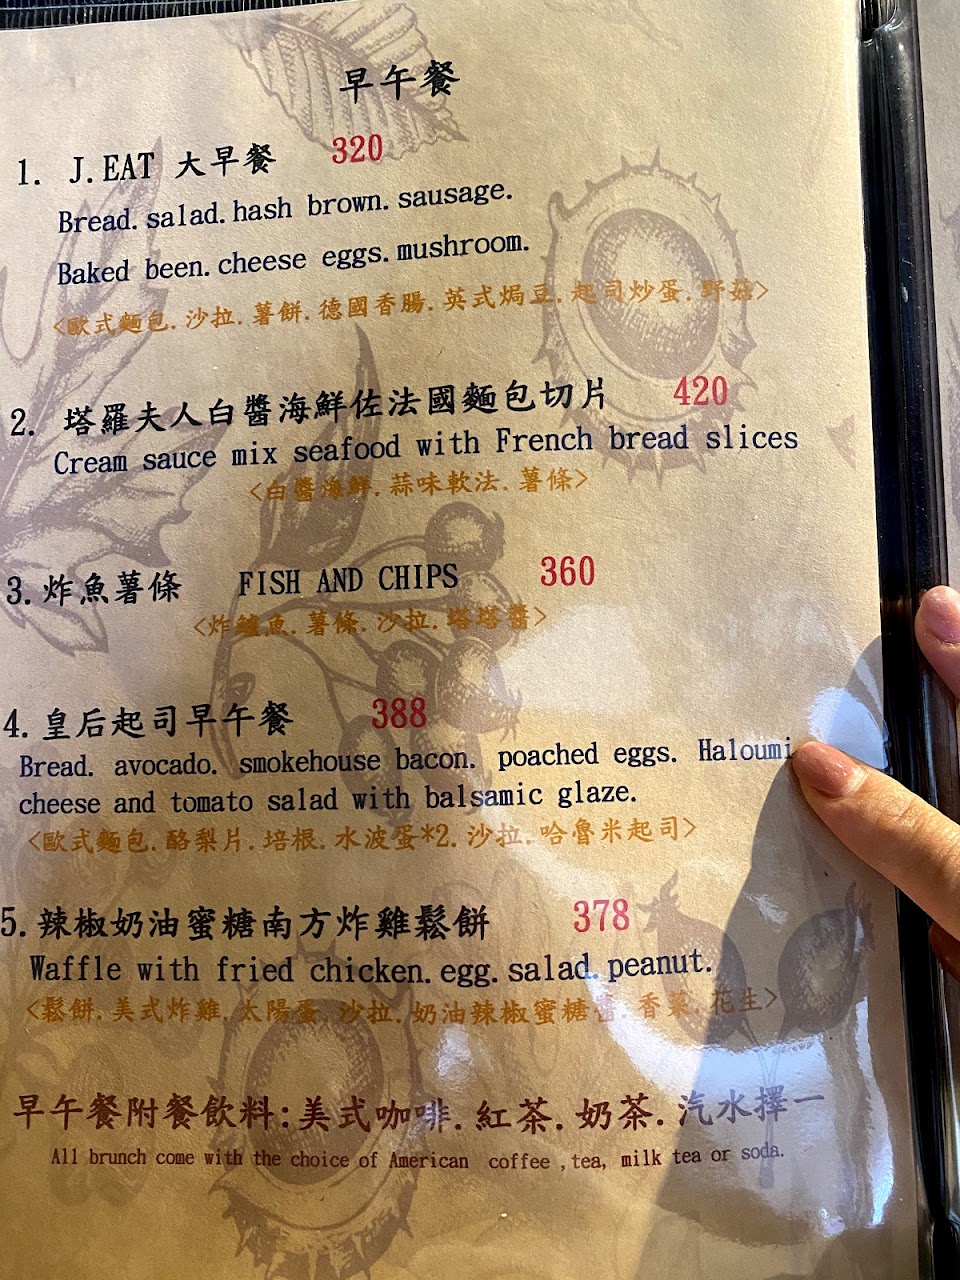 早午餐
1. J.EAT 大早餐 320
Bread.salad.hash brown.sausage.
Baked been.cheese eggs.mushroom.
<歐式麵包.沙拉.薯餅.德國香腸.英式焗豆.起司炒蛋.野菇>
2. 塔羅夫人白醬海鮮佐法國麵包切片 420
Cream sauce mix seafood with French bread slices
<白醬海鮮.蒜味軟法.薯條>
3.炸魚薯條 FISH AND CHIPS 360
<炸鱸魚.薯條.沙拉.塔塔醬>
4.皇后起司早午餐 388
Bread. avocado. smokehouse bacon. poached eggs. Haloumi
cheese and tomato salad with balsamic glaze.
<歐式麵包.酪梨片.培根.水波蛋*2.沙拉.哈魯米起司>
5.辣椒奶油蜜糖南方炸雞鬆餅 378
Waffle with fried chicken.egg.salad.peanut.
<鬆餅.美式炸雞.太陽蛋.沙拉.奶油辣椒蜜糖醬.香菜.花生>
早午餐附餐飲料:美式咖啡.紅茶.奶茶.汽水擇一
All brunch come with the choice of American coffee ,tea, milk tea or soda.